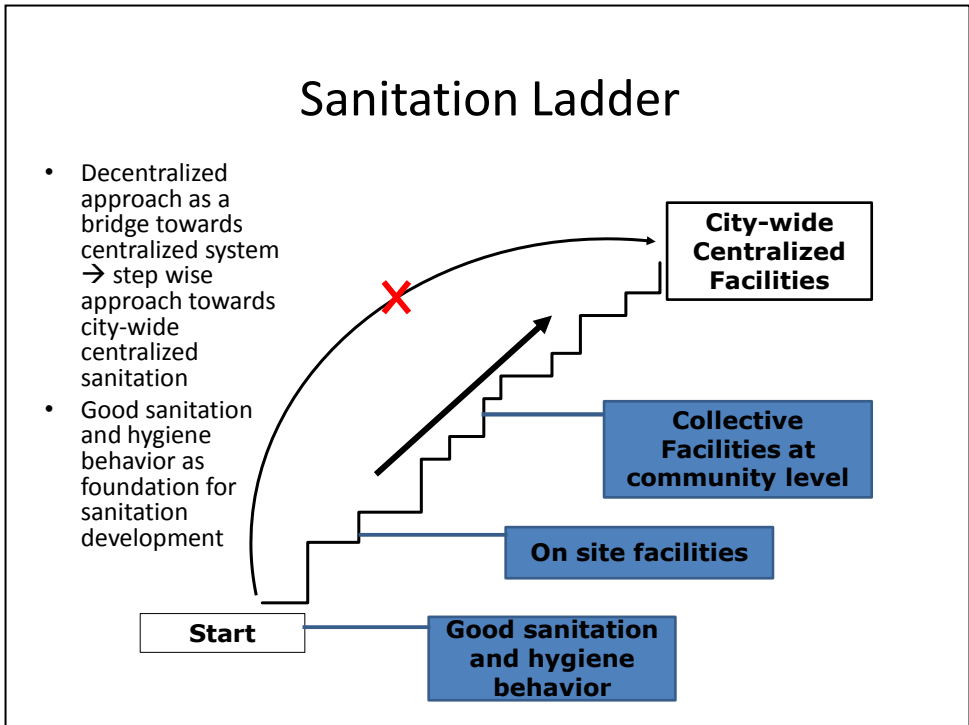 Sanitation Ladder
• Decentralized
approach as a
bridge towards
centralized system
→ step wise
approach towards
city-wide
centralized
sanitation
• Good sanitation
and hygiene
behavior as
foundation for
sanitation
development
City-wide
Centralized
Facilities
Collective
Facilities at
community level
On site facilities
Start
Good sanitation
and hygiene
behavior